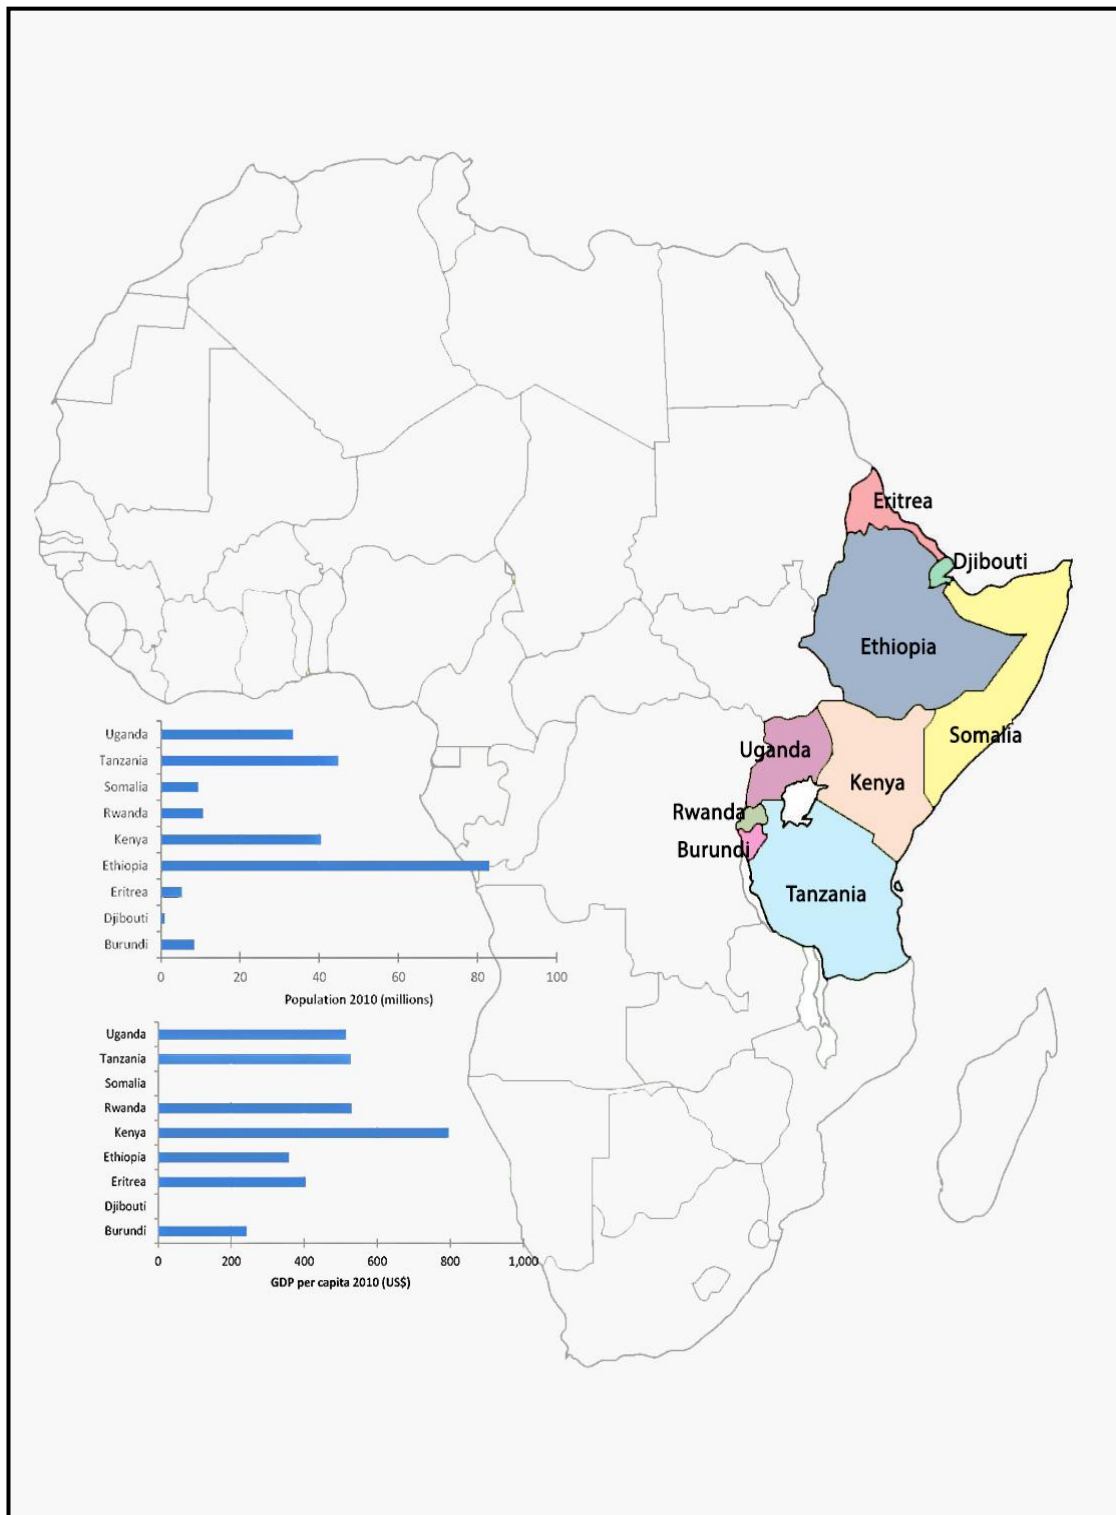 Eritrea
Djibouti
Ethiopia
Somalia
Uganda
Kenya
Rwanda
Burundi
Tanzania
Uganda
Tanzania
Somalia
Rwanda
Kenya
Ethiopia
Eritrea
Djibouti
Burundi
0 20 40 60 80 100
Population 2010 (millions)
Uganda
Tanzania
Somalia
Rwanda
Kenya
Ethiopia
Eritrea
Djibouti
Burundi
0 200 400 600 800 1,000
GDP per capita 2010 (US$)